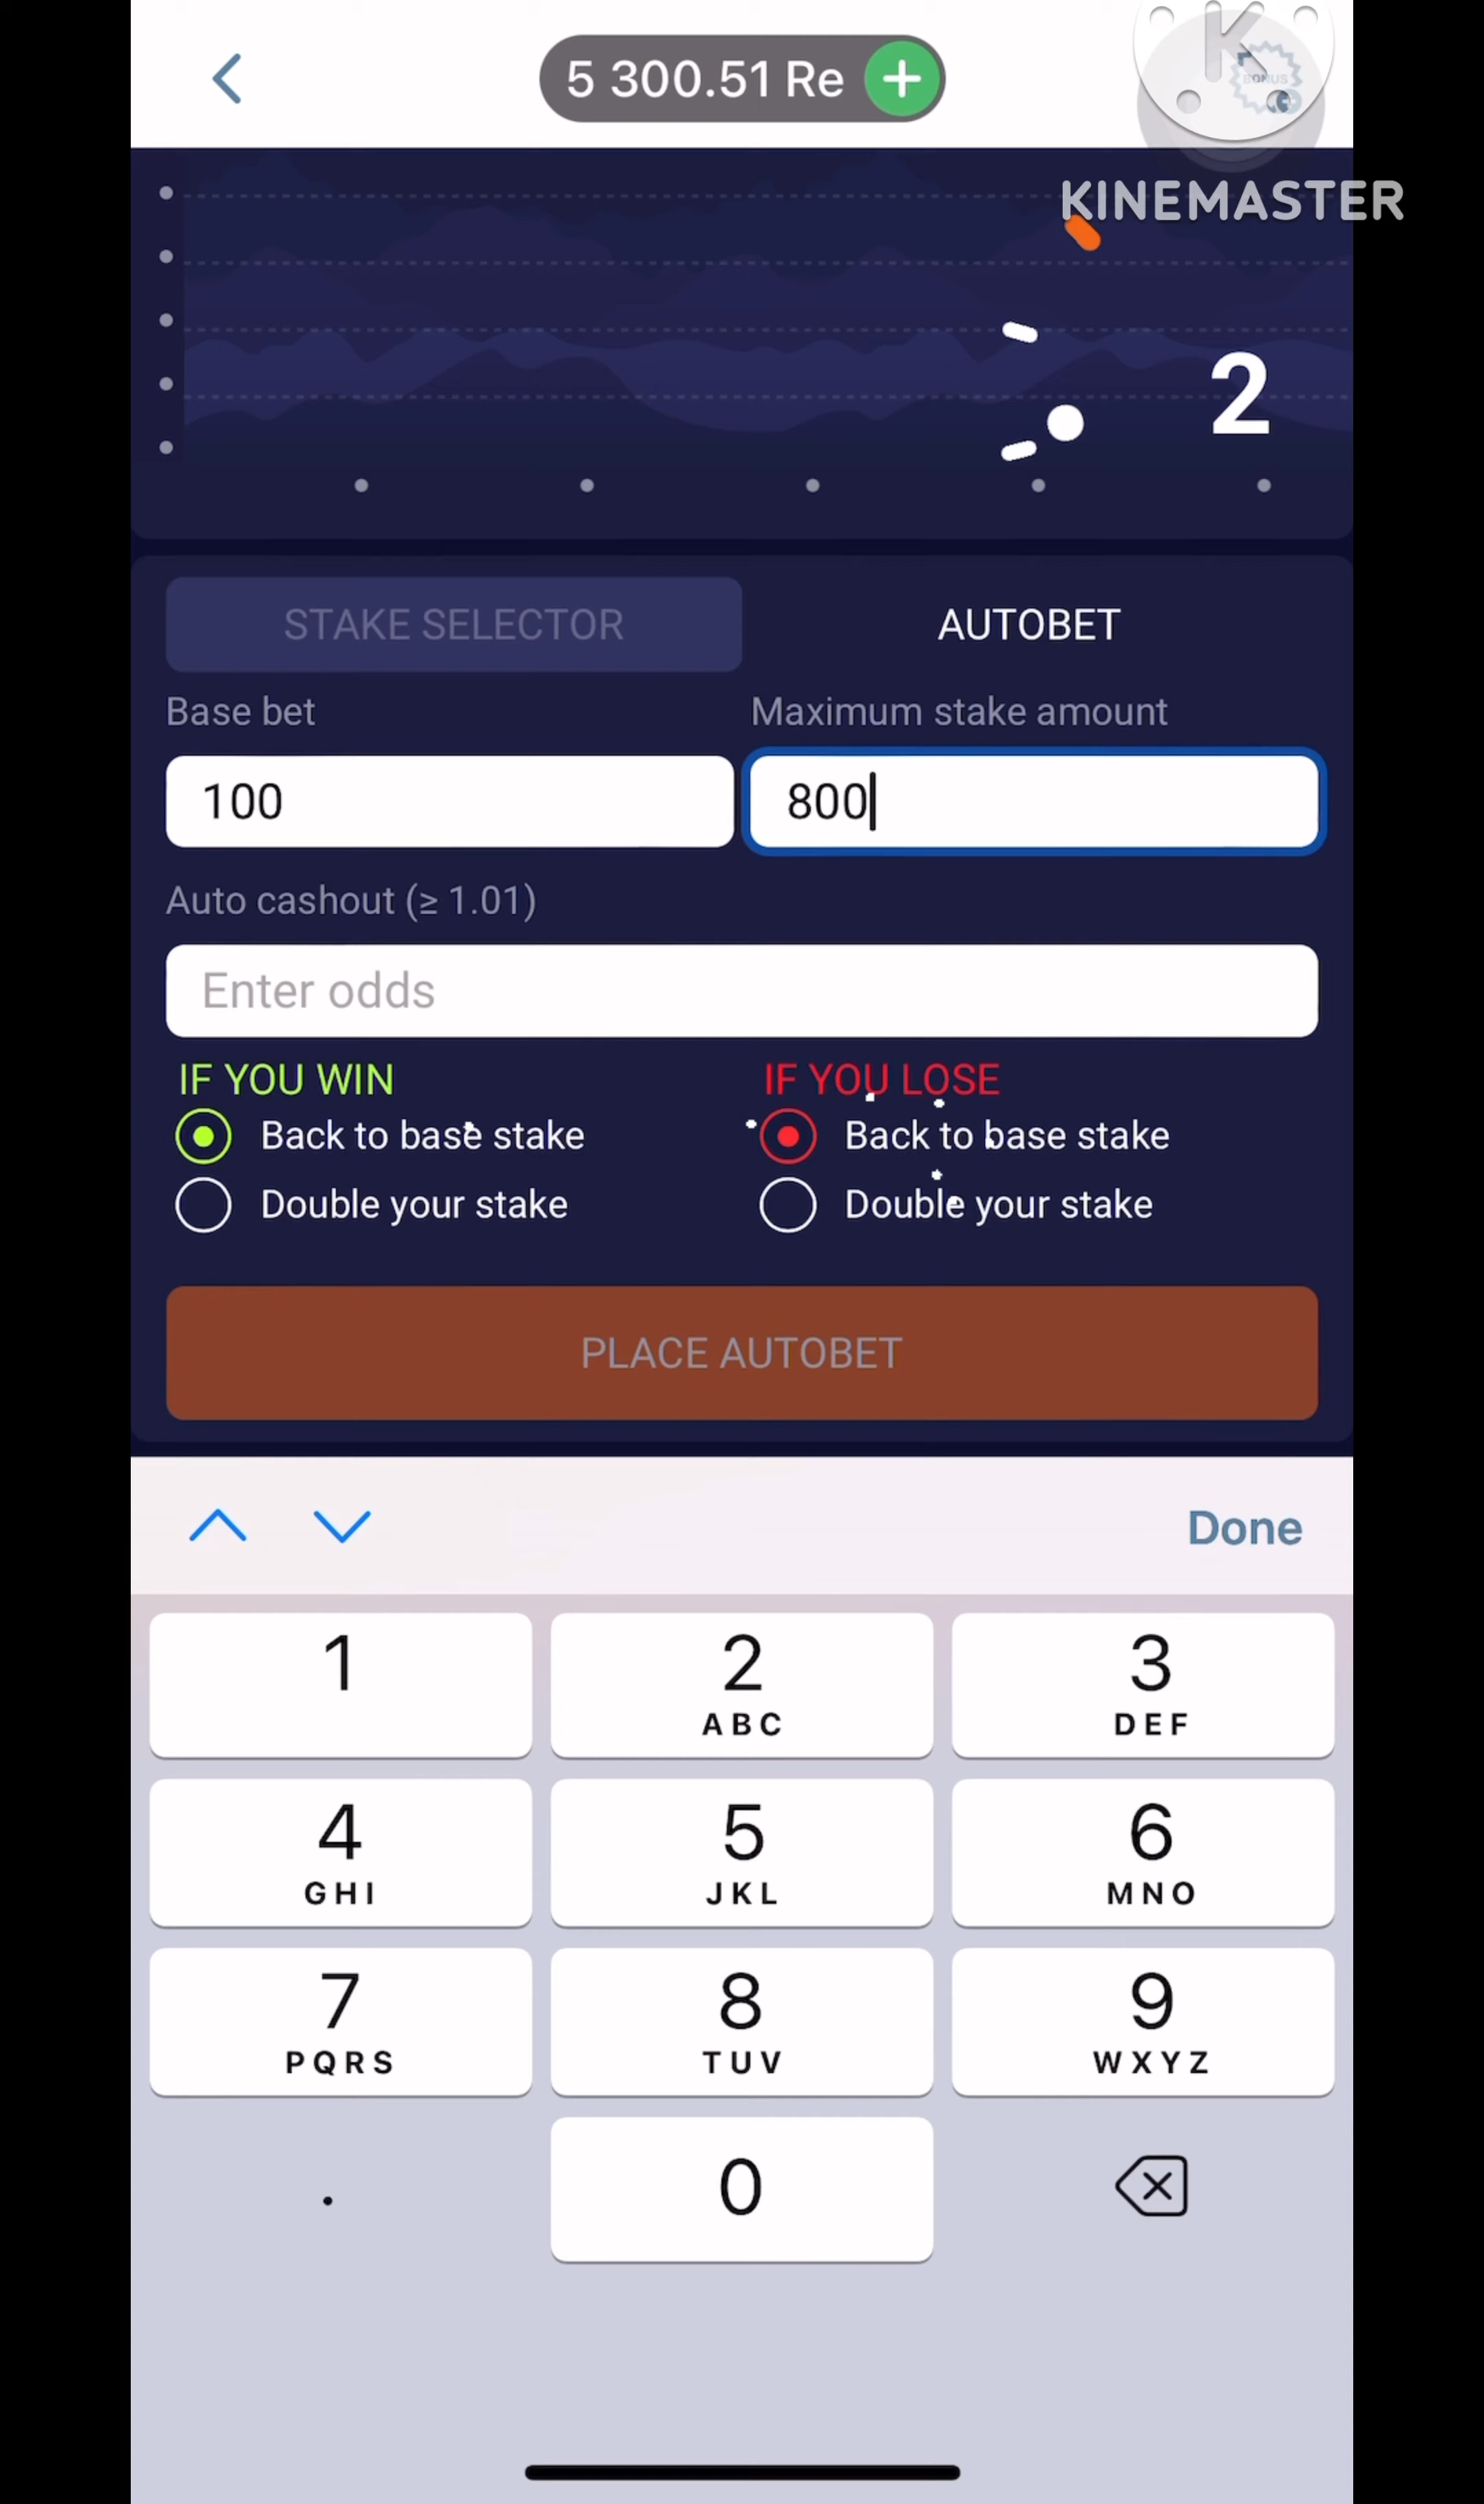 5 300.51 Re
BONUS
KINEMASTER
2
STAKE SELECTOR
AUTOBET
Base bet
Maximum stake amount
100
800
Auto cashout (≥ 1.01)
Enter odds
IF YOU WIN
IF YOU LOSE
Back to base stake
Back to base stake
Double your stake
Double your stake
PLACE AUTOBET
Done
1
2
3
ABC
DEF
4
5
6
GHI
JKL
MNO
7
8
9
PQRS
TUV
WXYZ
.
0